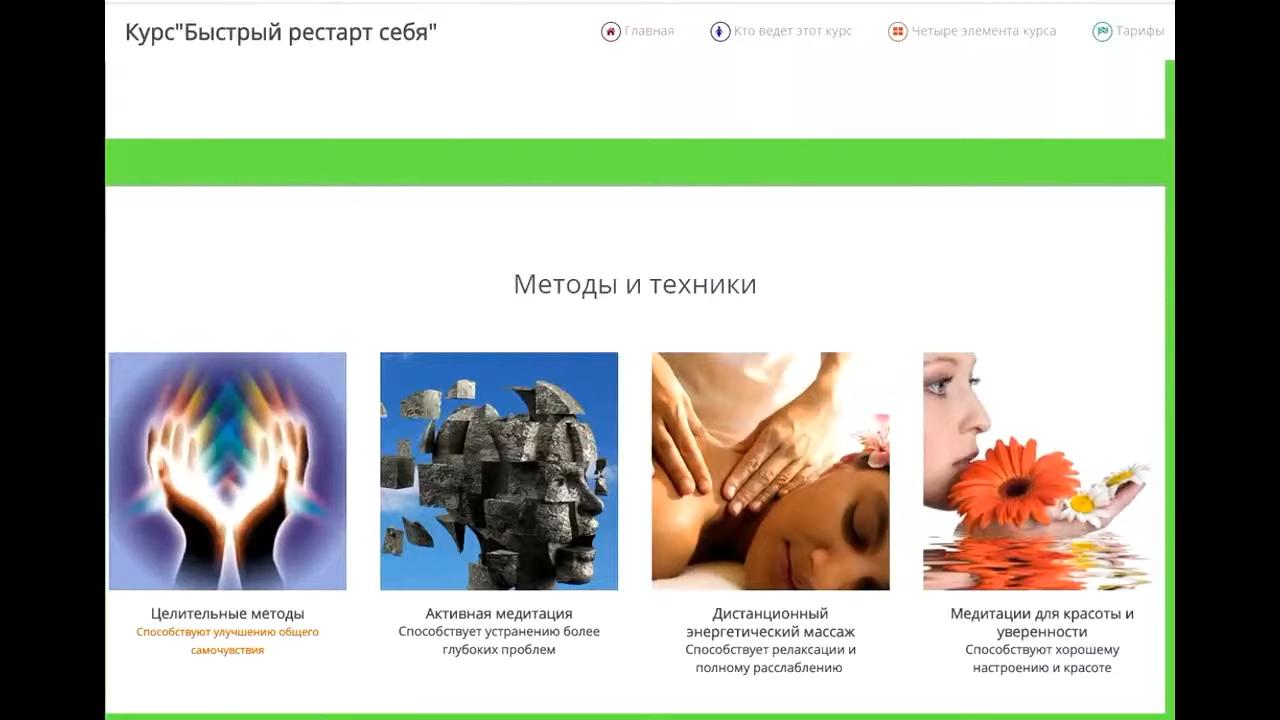 Курс"Быстрый рестарт себя"
Главная
Кто ведет этот курс
Четыре элемента курса
Тарифы
Методы и техники
Целительные методы
Способствуют улучшению общего
самочувствия
Активная медитация
Способствует устранению более
глубоких проблем
Дистанционный
энергетический массаж
Способствует релаксации и
полному расслаблению
Медитации для красоты и
уверенности
Способствуют хорошему
настроению и красоте